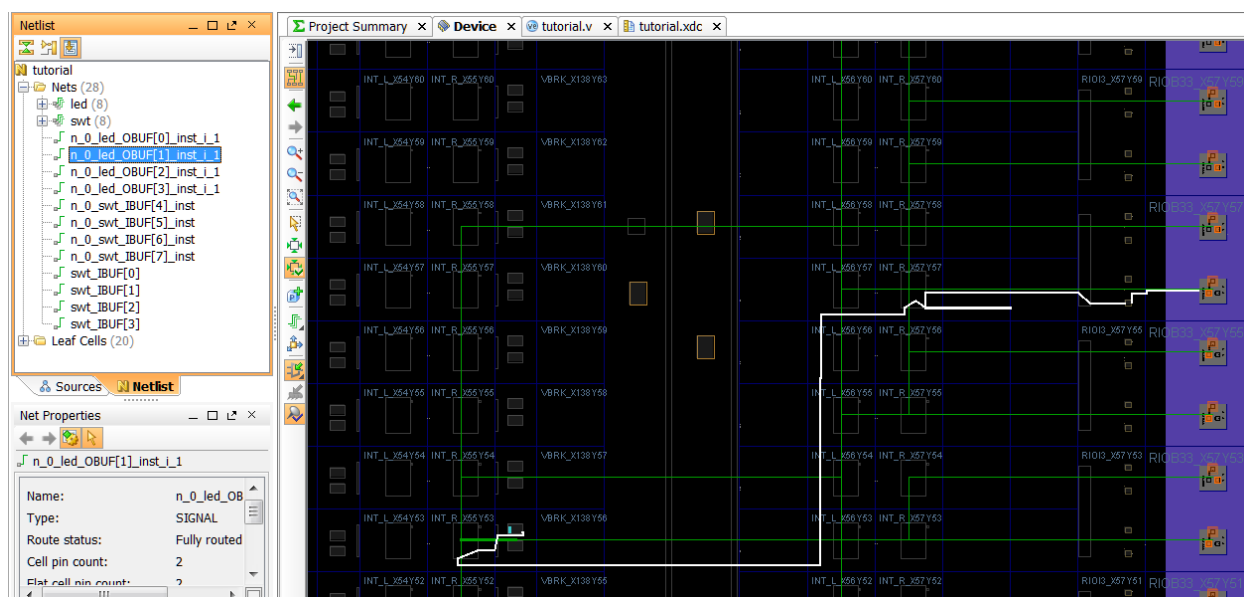 Netlist
tutorial
Nets (28)
led (8)
swt (8)
n_0_led_OBUF[0]_inst_i_1
n_0_led_OBUF[1]_inst_i_1
n_0_led_OBUF[2]_inst_i_1
n_0_led_OBUF[3]_inst_i_1
n_0_swt_IBUF[4]_inst
n_0_swt_IBUF[5]_inst
n_0_swt_IBUF[6]_inst
n_0_swt_IBUF[7]_inst
swt_IBUF[0]
swt_IBUF[1]
swt_IBUF[2]
swt_IBUF[3]
Leaf Cells (20)
Sources Netlist
Net Properties
n_0_led_OBUF[1]_inst_i_1
Name: n_0_led_OB
Type: SIGNAL
Route status: Fully routed
Cell pin count: 2
Flat cell pin count: 2
Project Summary Device tutorial.v tutorial.xdc
INT_L_X54Y60 INT_R_X55Y60 VBRK_X138Y63 INT_L_X56Y60 INT_R_X57Y60 RIOI3_X57Y59 RIOB33_X57Y59
INT_L_X54Y59 INT_R_X55Y59 VBRK_X138Y62 INT_L_X56Y59 INT_R_X57Y59
INT_L_X54Y58 INT_R_X55Y58 VBRK_X138Y61 INT_L_X56Y58 INT_R_X57Y58 RIOB33_X57Y57
INT_L_X54Y57 INT_R_X55Y57 VBRK_X138Y60 INT_L_X56Y57 INT_R_X57Y57
INT_L_X54Y56 INT_R_X55Y56 VBRK_X138Y59 INT_L_X56Y56 INT_R_X57Y56 RIOI3_X57Y55 RIOB33_X57Y55
INT_L_X54Y55 INT_R_X55Y55 VBRK_X138Y58 INT_L_X56Y55 INT_R_X57Y55
INT_L_X54Y54 INT_R_X55Y54 VBRK_X138Y57 INT_L_X56Y54 INT_R_X57Y54 RIOI3_X57Y53 RIOB33_X57Y53
INT_L_X54Y53 INT_R_X55Y53 VBRK_X138Y56 INT_L_X56Y53 INT_R_X57Y53
INT_L_X54Y52 INT_R_X55Y52 VBRK_X138Y55 INT_L_X56Y52 INT_R_X57Y52 RIOI3_X57Y51 RIOB33_X57Y51